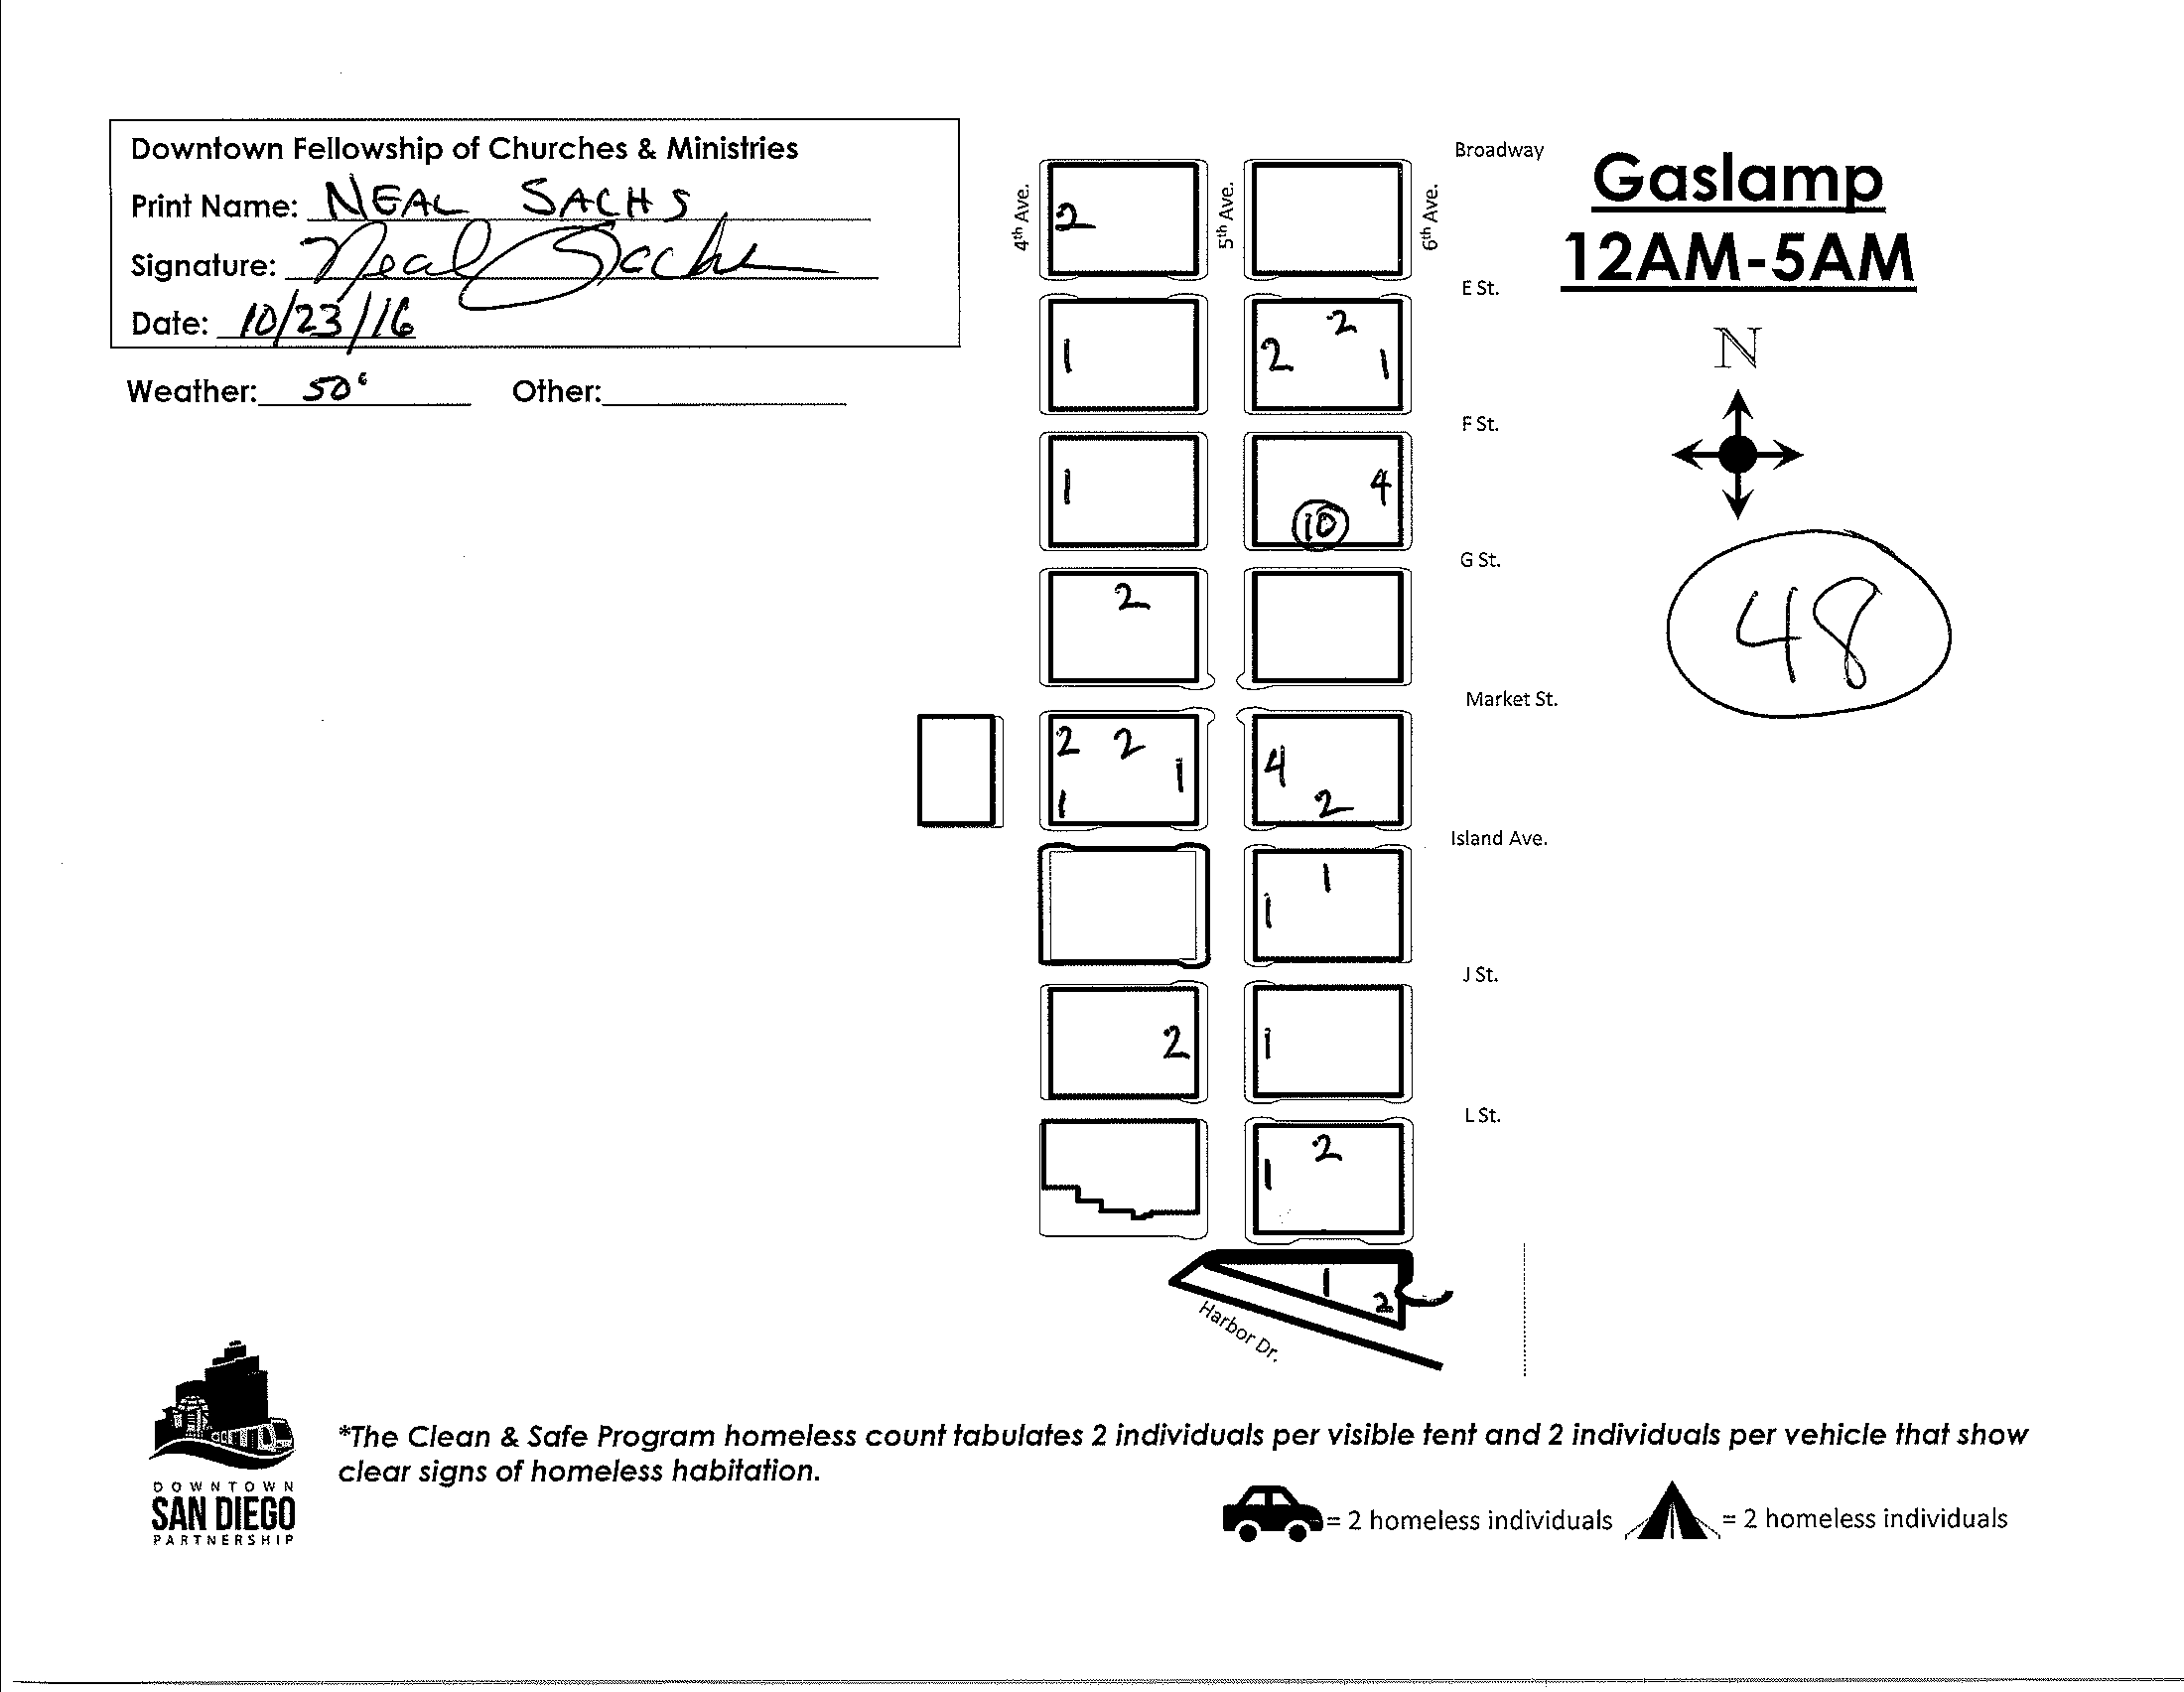 Downtown Fellowship of Churches & Ministries
Print Name: NEAL SACHS
Signature: Neal Sachs
Date: 10/23/16
Weather: 50° Other:
Gaslamp
12AM-5AM
N
48
4th Ave.
5th Ave.
6th Ave.
Broadway
2
E St.
1
2 2 1
F St.
1
4
10
G St.
2
Market St.
2 2 1
1
4
2
Island Ave.
1
1
J St.
2
1
L St.
2
1
1
2
Harbor Dr.
*The Clean & Safe Program homeless count tabulates 2 individuals per visible tent and 2 individuals per vehicle that show
clear signs of homeless habitation.
= 2 homeless individuals = 2 homeless individuals
DOWNTOWN
SAN DIEGO
PARTNERSHIP